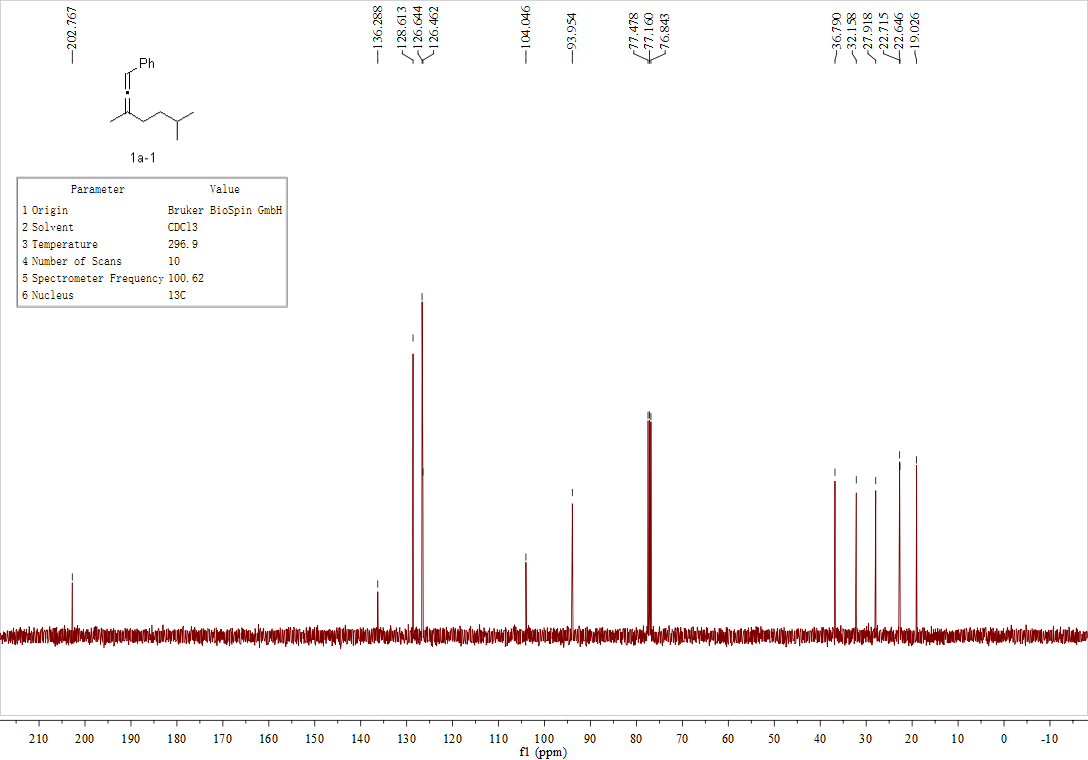 —202.767
—136.288
128.613
126.644
126.462
—104.046
—93.954
77.478
77.160
76.843
36.790
32.158
27.918
22.715
22.646
19.026
Ph
1a-1
Parameter Value
1 Origin Bruker BioSpin GmbH
2 Solvent CDCl3
3 Temperature 296.9
4 Number of Scans 10
5 Spectrometer Frequency 100.62
6 Nucleus 13C
210 200 190 180 170 160 150 140 130 120 110 100 90 80 70 60 50 40 30 20 10 0 -10
f1 (ppm)